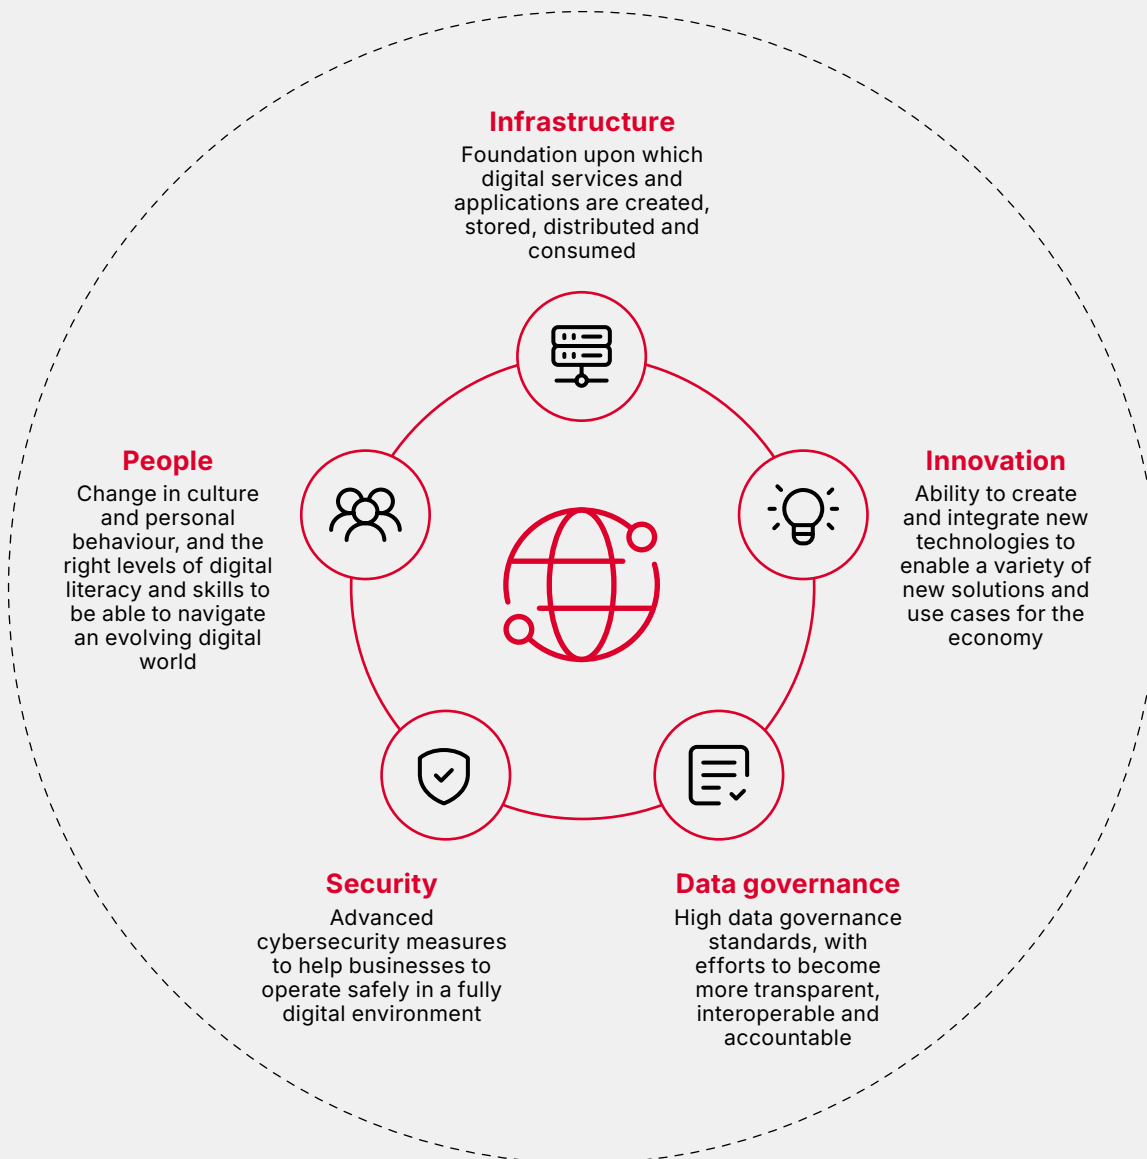 Infrastructure
Foundation upon which
digital services and
applications are created,
stored, distributed and
consumed
People
Change in culture
and personal
behaviour, and the
right levels of digital
literacy and skills to
be able to navigate
an evolving digital
world
Innovation
Ability to create
and integrate new
technologies to
enable a variety of
new solutions and
use cases for the
economy
Security
Advanced
cybersecurity measures
to help businesses to
operate safely in a fully
digital environment
Data governance
High data governance
standards, with
efforts to become
more transparent,
interoperable and
accountable